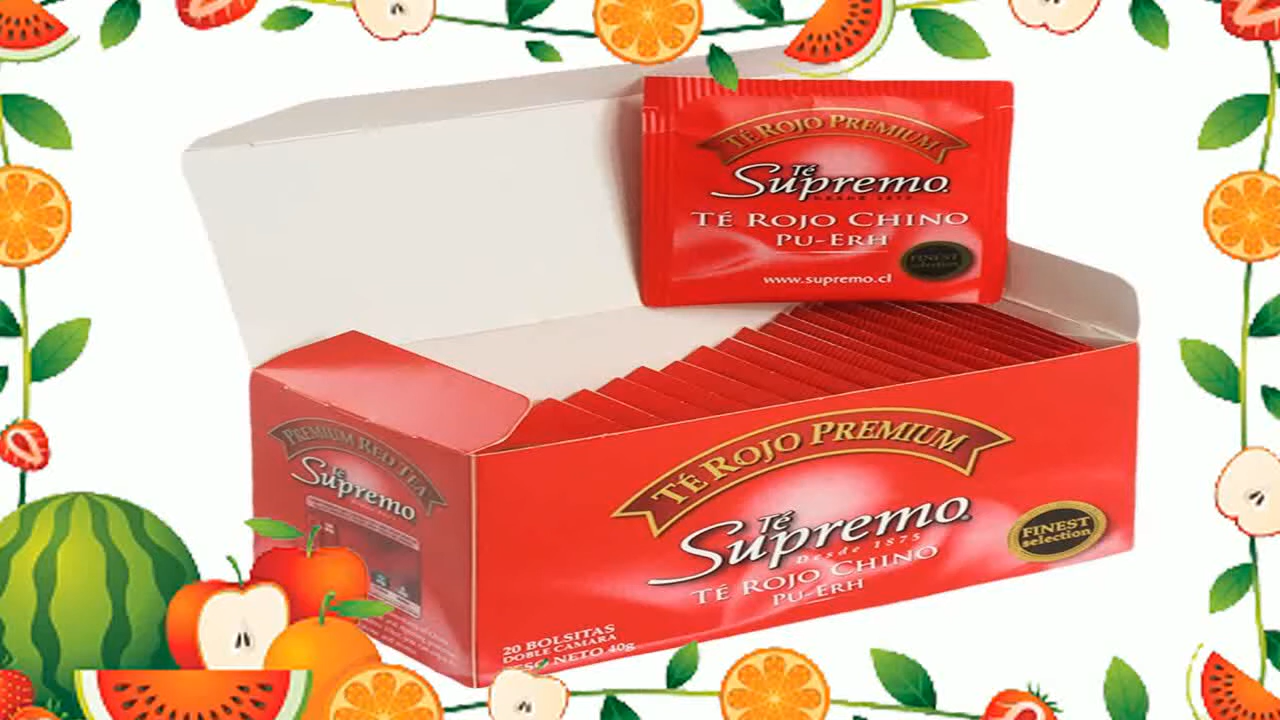 TÉ ROJO PREMIUM
Té
Supremo
DESDE 1875
TÉ ROJO CHINO
PU-ERH
FINEST
selection
www.supremo.cl
PREMIUM RED TEA
Té
Supremo
TÉ ROJO PREMIUM
Té
Supremo
Desde 1875
TÉ ROJO CHINO
PU-ERH
FINEST
selection
20 BOLSITAS
DOBLE CAMARA
PESO NETO 40g